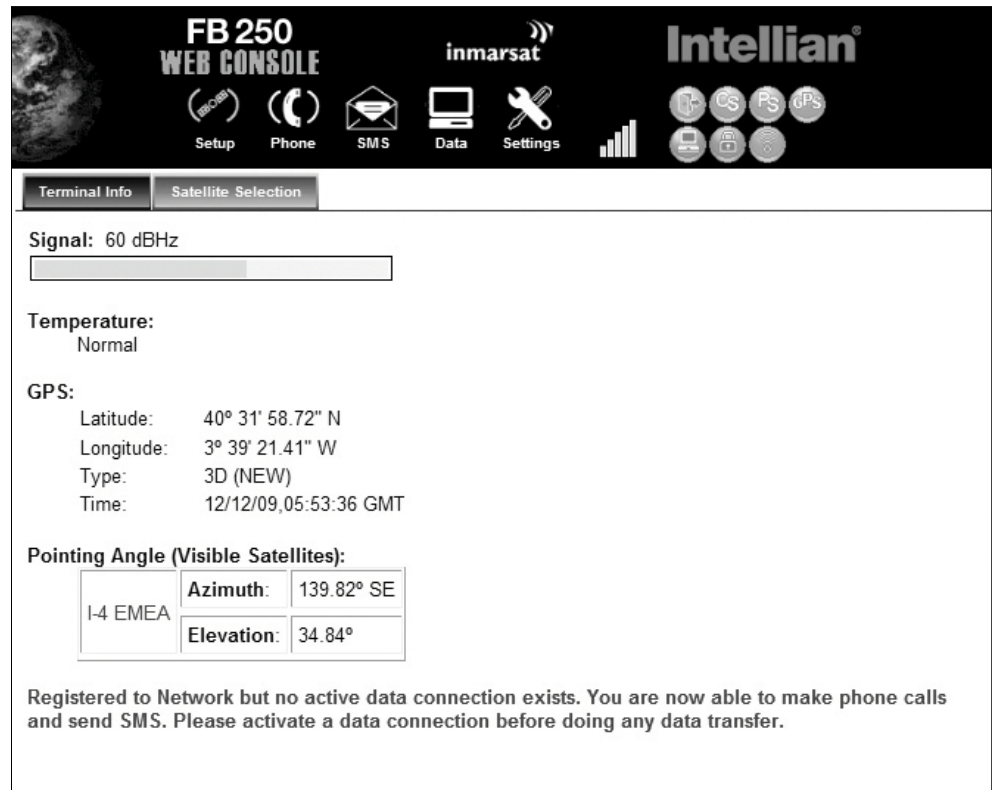 FB 250
WEB CONSOLE
inmarsat
Intellian®
Setup Phone SMS Data Settings
CS PS GPS
Terminal Info Satellite Selection
Signal: 60 dBHz
Temperature:
Normal
GPS:
Latitude: 40º 31' 58.72" N
Longitude: 3º 39' 21.41" W
Type: 3D (NEW)
Time: 12/12/09,05:53:36 GMT
Pointing Angle (Visible Satellites):
I-4 EMEA
Azimuth: 139.82º SE
Elevation: 34.84º
Registered to Network but no active data connection exists. You are now able to make phone calls
and send SMS. Please activate a data connection before doing any data transfer.